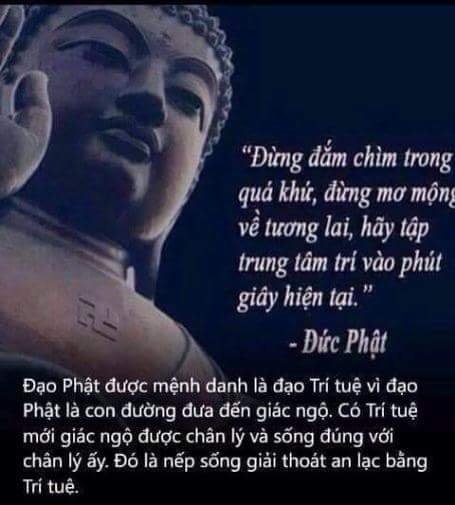 “Đừng đắm chìm trong
quá khứ, đừng mơ mộng
về tương lai, hãy tập
trung tâm trí vào phút
giây hiện tại.”
- Đức Phật
Đạo Phật được mệnh danh là đạo Trí tuệ vì đạo
Phật là con đường đưa đến giác ngộ. Có Trí tuệ
mới giác ngộ được chân lý và sống đúng với
chân lý ấy. Đó là nếp sống giải thoát an lạc bằng
Trí tuệ.